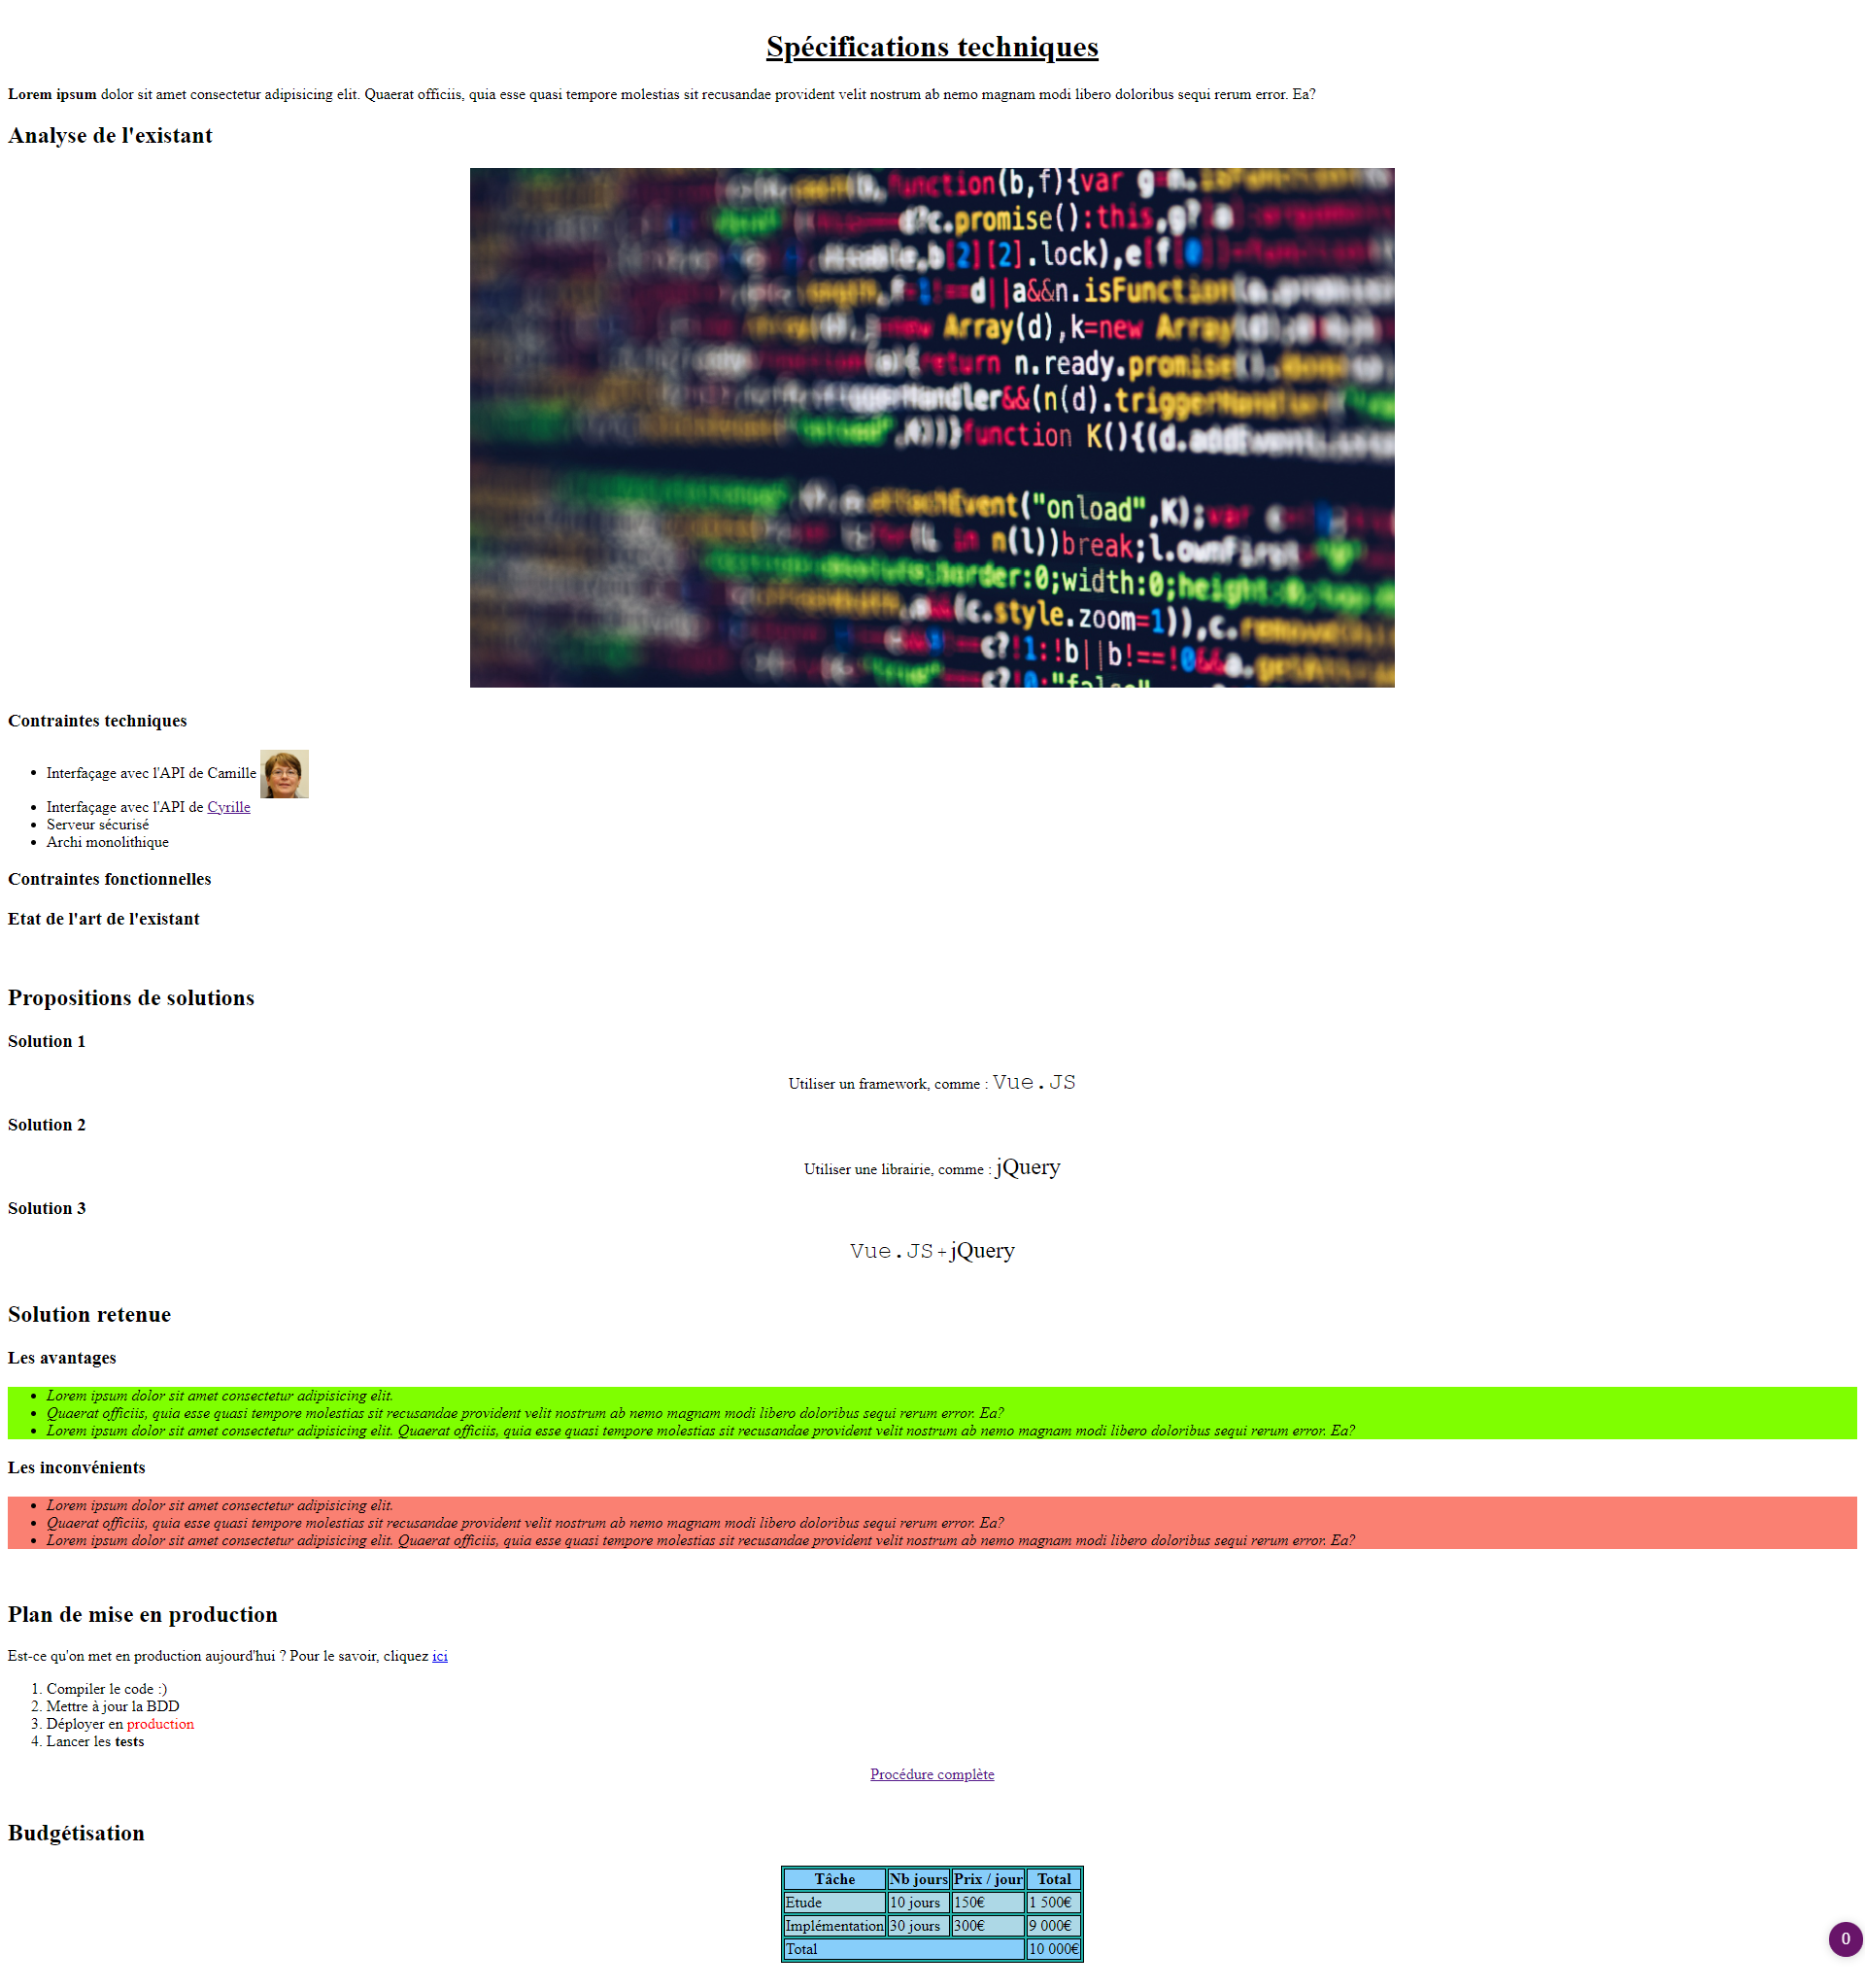 Spécifications techniques
Lorem ipsum dolor sit amet consectetur adipisicing elit. Quaerat officiis, quia esse quasi tempore molestias sit recusandae provident velit nostrum ab nemo magnam modi libero doloribus sequi rerum error. Ea?
Analyse de l'existant
function(b,f){var
c.promise():this,g?
[2][2].lock),e[f[0]]
d||a&&n.isFunction
Array(d),k=new Array
return n.ready.promise
Handler&&(n(d).triggerHandler
function K(){(d.addEvent
("onload",K);var
in n(l))break;l.ownFirst
border:0;width:0;height:0
(c.style.zoom=1)),c.
c?!1:!b||b!==!0&&a.
c?!0:"false"
Contraintes techniques
• Interfaçage avec l'API de Camille
• Interfaçage avec l'API de Cyrille
• Serveur sécurisé
• Archi monolithique
Contraintes fonctionnelles
Etat de l'art de l'existant
Propositions de solutions
Solution 1
Utiliser un framework, comme : Vue.JS
Solution 2
Utiliser une librairie, comme : jQuery
Solution 3
Vue.JS + jQuery
Solution retenue
Les avantages
• Lorem ipsum dolor sit amet consectetur adipisicing elit.
• Quaerat officiis, quia esse quasi tempore molestias sit recusandae provident velit nostrum ab nemo magnam modi libero doloribus sequi rerum error. Ea?
• Lorem ipsum dolor sit amet consectetur adipisicing elit. Quaerat officiis, quia esse quasi tempore molestias sit recusandae provident velit nostrum ab nemo magnam modi libero doloribus sequi rerum error. Ea?
Les inconvénients
• Lorem ipsum dolor sit amet consectetur adipisicing elit.
• Quaerat officiis, quia esse quasi tempore molestias sit recusandae provident velit nostrum ab nemo magnam modi libero doloribus sequi rerum error. Ea?
• Lorem ipsum dolor sit amet consectetur adipisicing elit. Quaerat officiis, quia esse quasi tempore molestias sit recusandae provident velit nostrum ab nemo magnam modi libero doloribus sequi rerum error. Ea?
Plan de mise en production
Est-ce qu'on met en production aujourd'hui ? Pour le savoir, cliquez ici
1. Compiler le code :)
2. Mettre à jour la BDD
3. Déployer en production
4. Lancer les tests
Procédure complète
Budgétisation
Tâche Nb jours Prix / jour Total
Etude 10 jours 150€ 1 500€
Implémentation 30 jours 300€ 9 000€
Total 10 000€
0